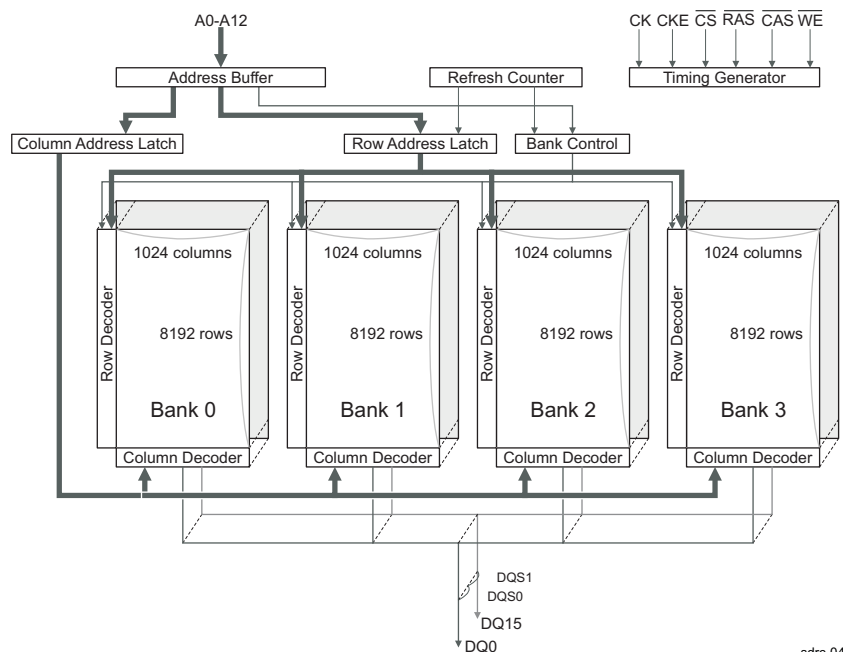 A0-A12
CK CKE CS RAS CAS WE
Address Buffer
Refresh Counter
Timing Generator
Column Address Latch
Row Address Latch
Bank Control
1024 columns
1024 columns
1024 columns
1024 columns
Row Decoder
Row Decoder
Row Decoder
Row Decoder
8192 rows
8192 rows
8192 rows
8192 rows
Bank 0
Bank 1
Bank 2
Bank 3
Column Decoder
Column Decoder
Column Decoder
Column Decoder
DQS1
DQS0
DQ15
DQ0